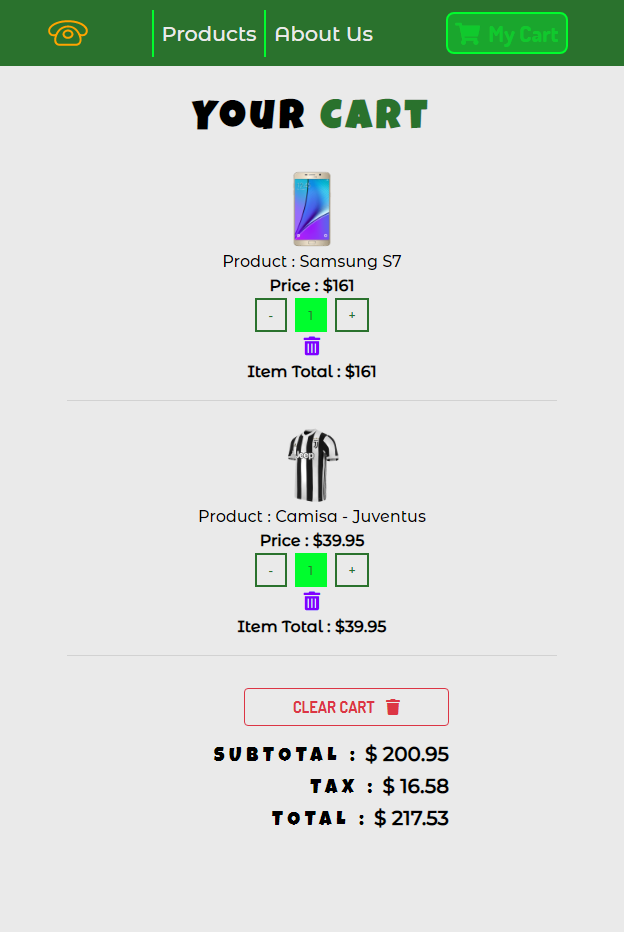 Products
About Us
My Cart
YOUR CART
Product : Samsung S7
Price : $161
- 1 +
Item Total : $161
Jeep
Product : Camisa - Juventus
Price : $39.95
- 1 +
Item Total : $39.95
CLEAR CART
SUBTOTAL : $ 200.95
TAX : $ 16.58
TOTAL : $ 217.53